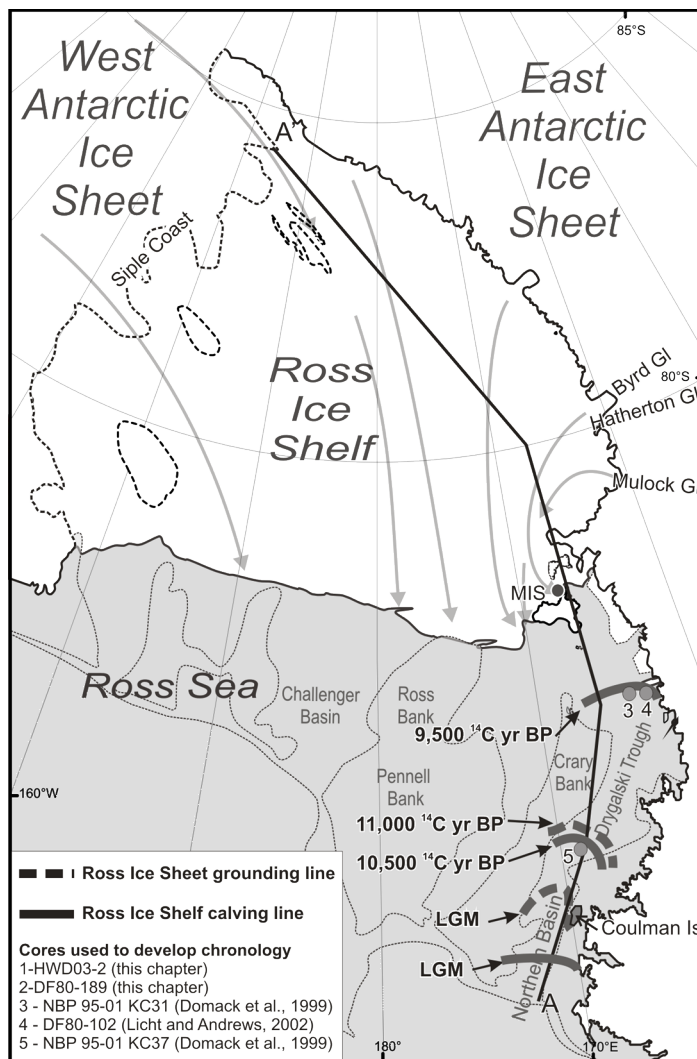 85°S
West
Antarctic
Ice
Sheet
East
Antarctic
Ice
Sheet
A'
Siple Coast
Ross
Ice
Shelf
Byrd Gl
80°S
Hatherton Gl
Mulock G
MIS
Ross Sea
Challenger
Basin
Ross
Bank
3 4
9,500 ¹⁴C yr BP
Crary
Bank
Drygalski Trough
Pennell
Bank
160°W
11,000 ¹⁴C yr BP
10,500 ¹⁴C yr BP
5
LGM
Coulman Is
Northern Basin
LGM
A
Ross Ice Sheet grounding line
Ross Ice Shelf calving line
Cores used to develop chronology
1-HWD03-2 (this chapter)
2-DF80-189 (this chapter)
3 - NBP 95-01 KC31 (Domack et al., 1999)
4 - DF80-102 (Licht and Andrews, 2002)
5 - NBP 95-01 KC37 (Domack et al., 1999)
180°
170°E